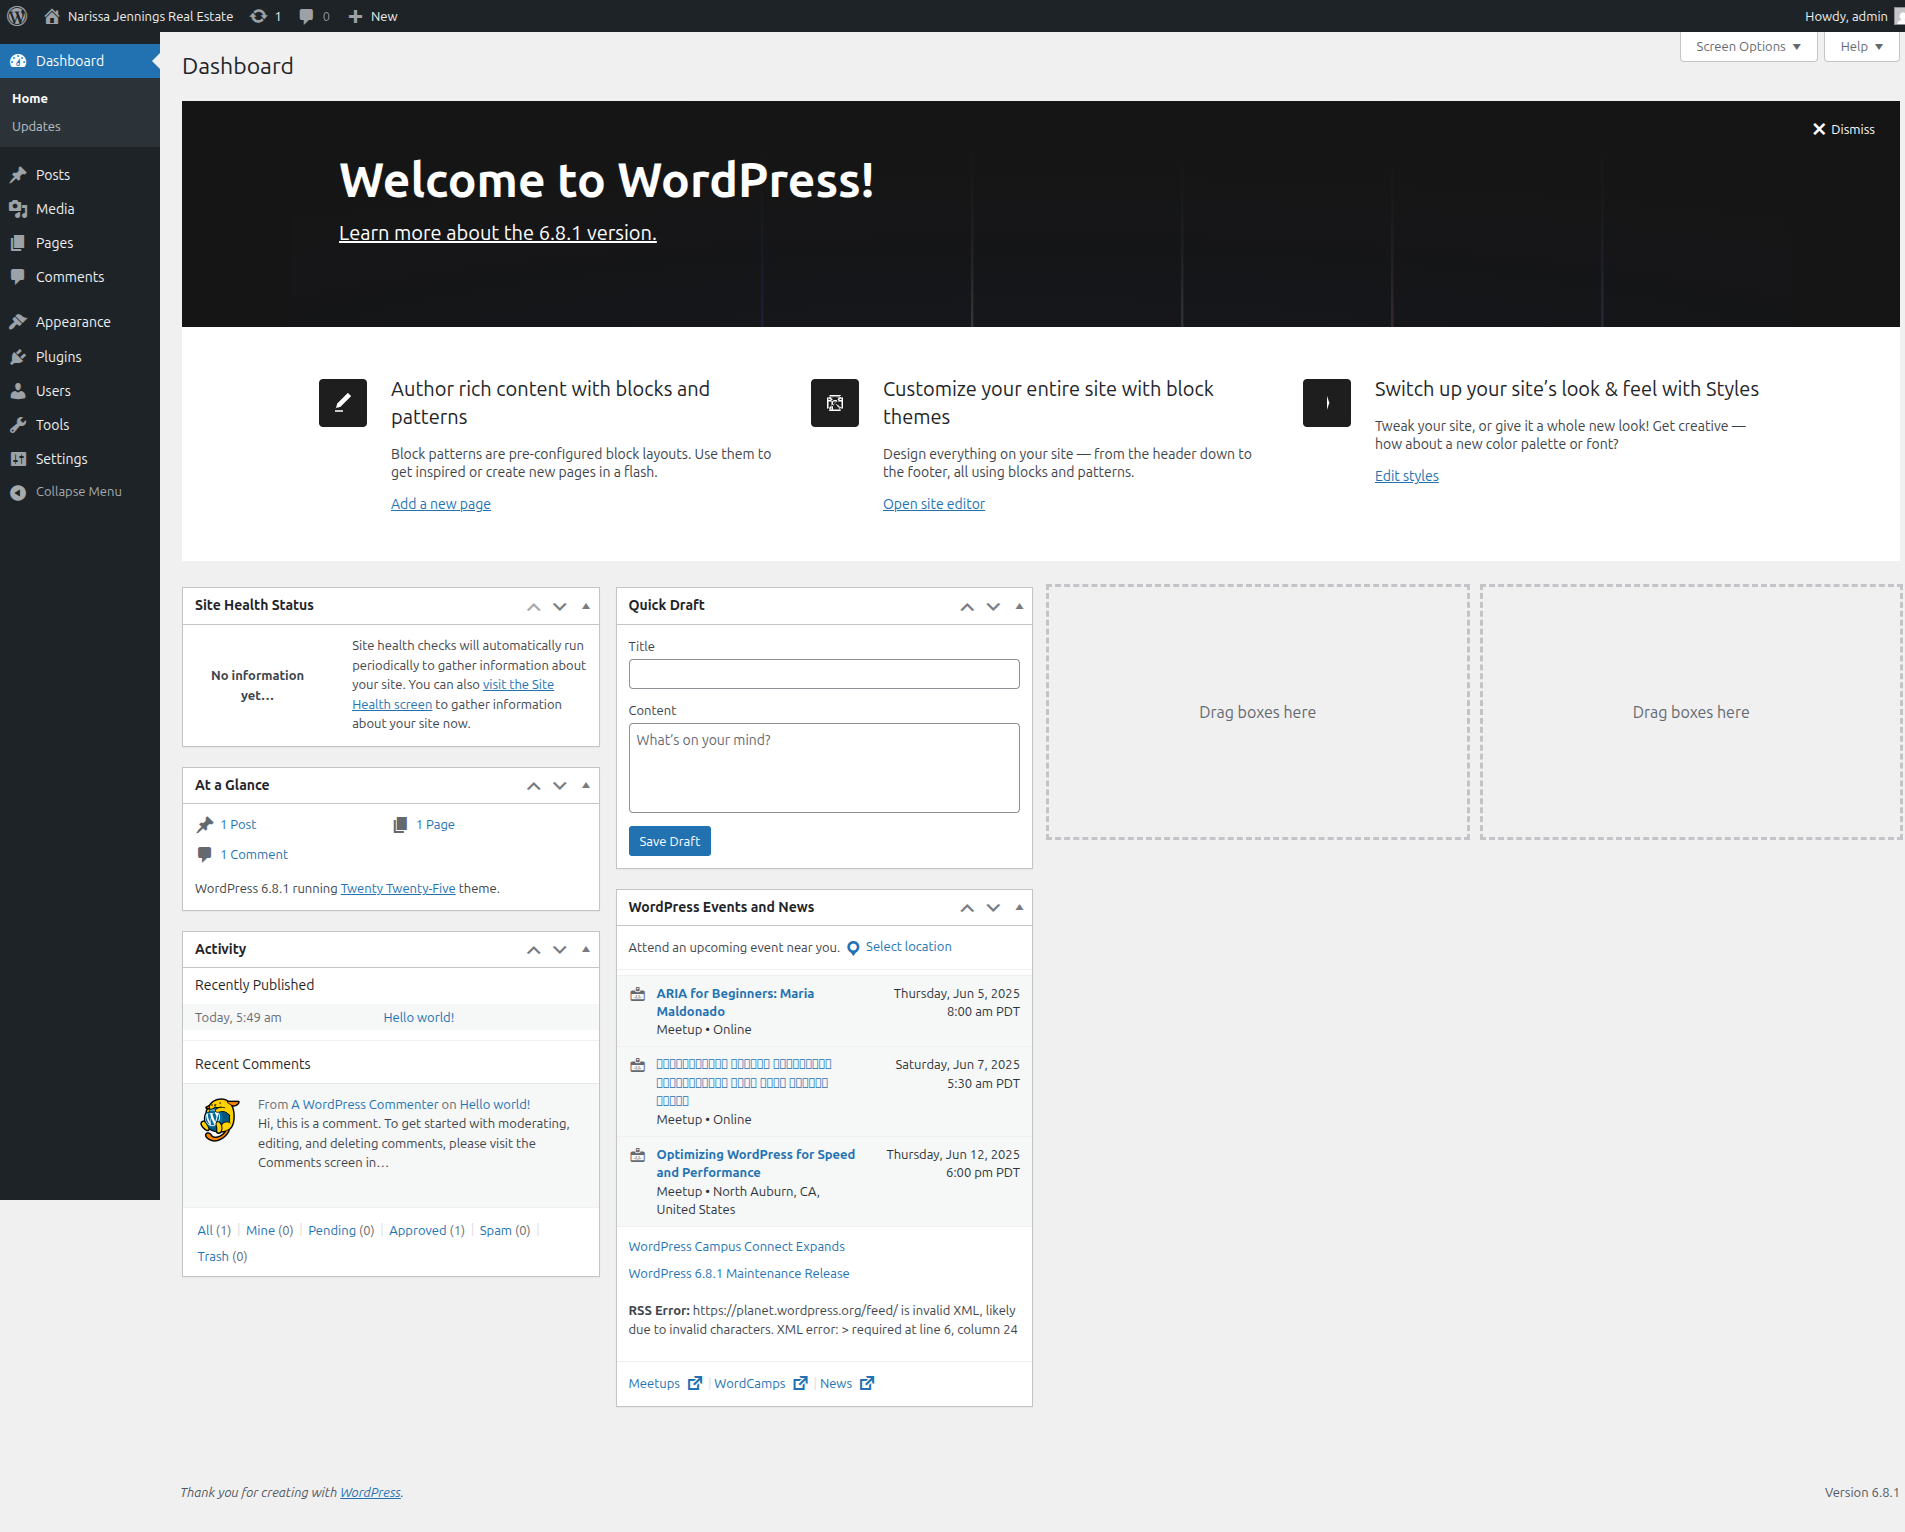 Narissa Jennings Real Estate 1 0 New Howdy, admin
Dashboard
Home
Updates
Posts
Media
Pages
Comments
Appearance
Plugins
Users
Tools
Settings
Collapse Menu
Screen Options Help
Dashboard
Dismiss
Welcome to WordPress!
Learn more about the 6.8.1 version.
Author rich content with blocks and
patterns
Block patterns are pre-configured block layouts. Use them to
get inspired or create new pages in a flash.
Add a new page
Customize your entire site with block
themes
Design everything on your site — from the header down to
the footer, all using blocks and patterns.
Open site editor
Switch up your site’s look & feel with Styles
Tweak your site, or give it a whole new look! Get creative —
how about a new color palette or font?
Edit styles
Site Health Status
No information
yet…
Site health checks will automatically run
periodically to gather information about
your site. You can also visit the Site
Health screen to gather information
about your site now.
At a Glance
1 Post 1 Page
1 Comment
WordPress 6.8.1 running Twenty Twenty-Five theme.
Activity
Recently Published
Today, 5:49 am Hello world!
Recent Comments
From A WordPress Commenter on Hello world!
Hi, this is a comment. To get started with moderating,
editing, and deleting comments, please visit the
Comments screen in…
All (1) | Mine (0) | Pending (0) | Approved (1) | Spam (0) |
Trash (0)
Quick Draft
Title
Content
What’s on your mind?
Save Draft
WordPress Events and News
Attend an upcoming event near you. Select location
ARIA for Beginners: Maria Thursday, Jun 5, 2025
Maldonado 8:00 am PDT
Meetup • Online
Saturday, Jun 7, 2025
5:30 am PDT
Meetup • Online
Optimizing WordPress for Speed Thursday, Jun 12, 2025
and Performance 6:00 pm PDT
Meetup • North Auburn, CA,
United States
WordPress Campus Connect Expands
WordPress 6.8.1 Maintenance Release
RSS Error: https://planet.wordpress.org/feed/ is invalid XML, likely
due to invalid characters. XML error: > required at line 6, column 24
Meetups | WordCamps | News
Drag boxes here
Drag boxes here
Thank you for creating with WordPress.
Version 6.8.1